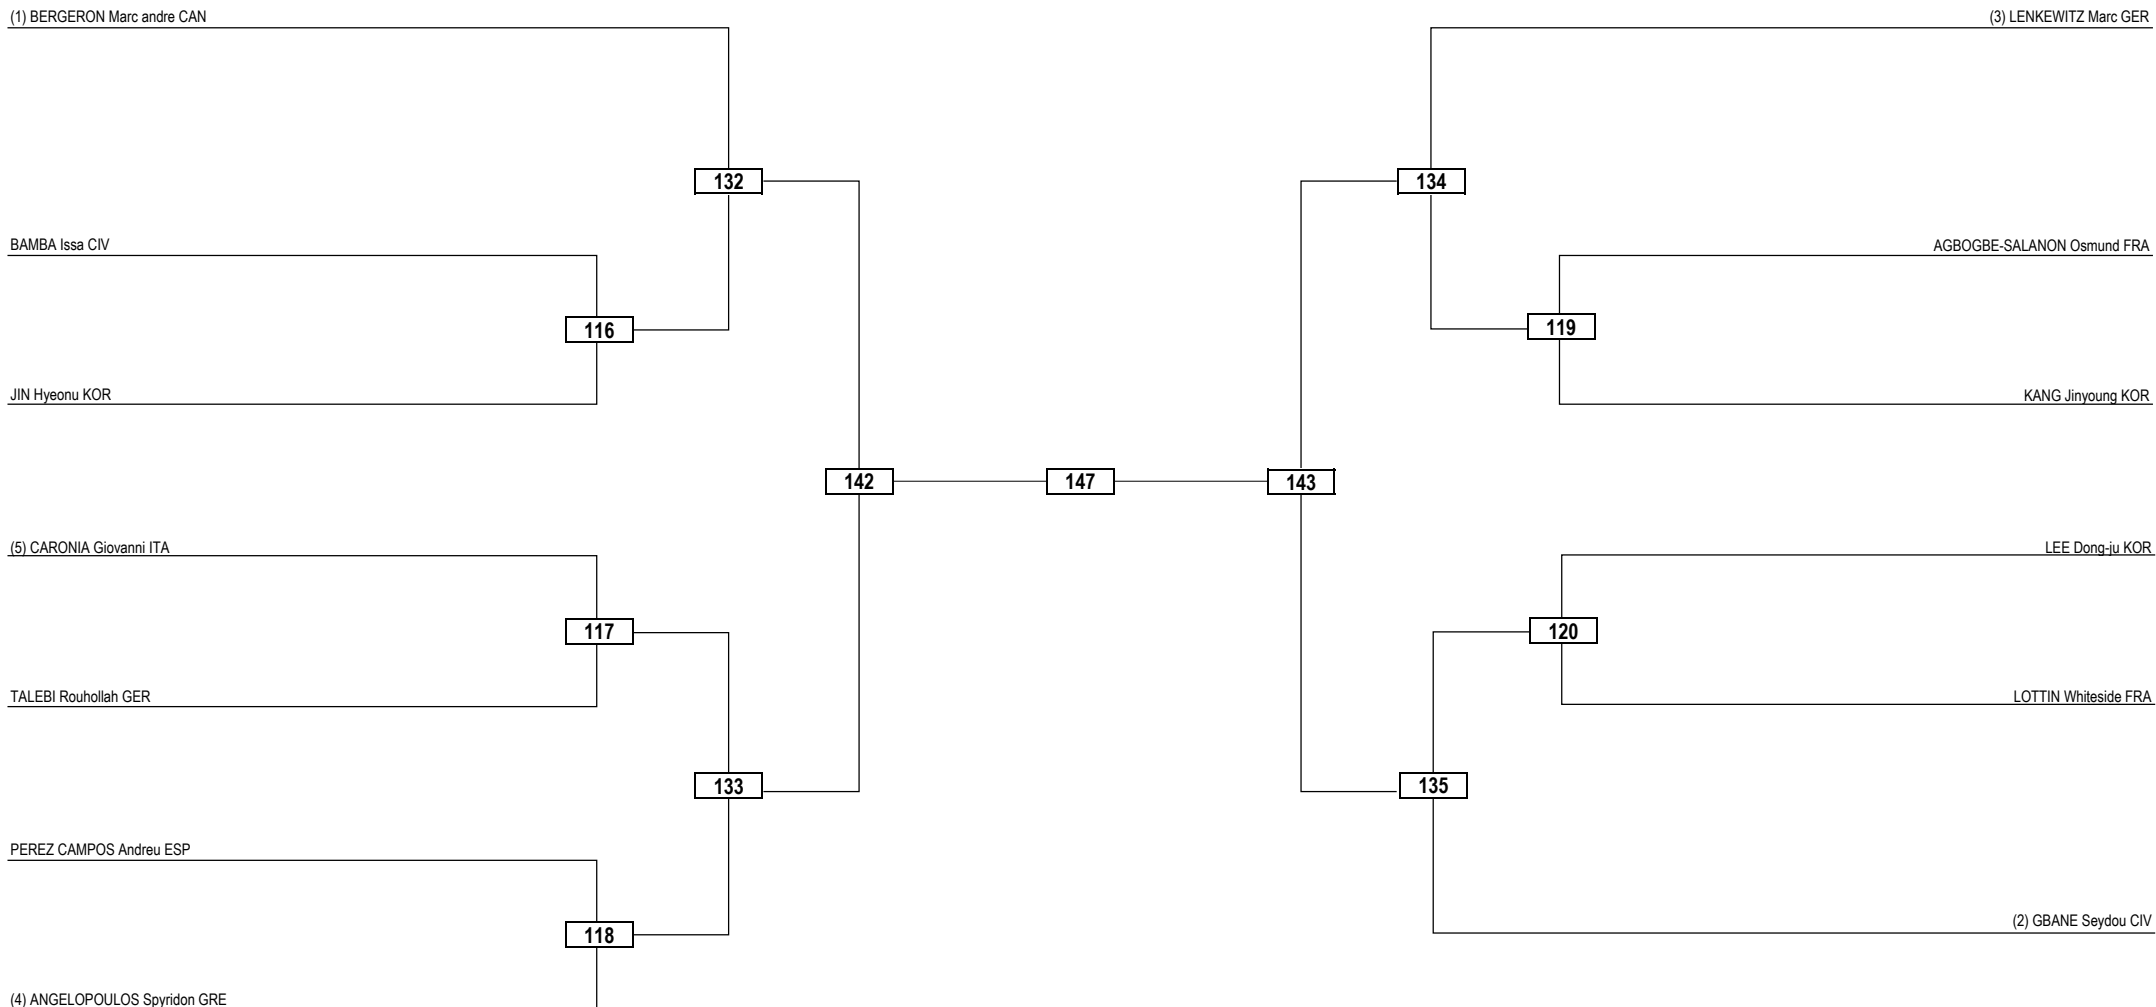 (1) BERGERON Marc andre CAN
(3) LENKEWITZ Marc GER
132
134
BAMBA Issa CIV
AGBOGBE-SALANON Osmund FRA
116
119
JIN Hyeonu KOR
KANG Jinyoung KOR
142
147
143
(5) CARONIA Giovanni ITA
LEE Dong-ju KOR
117
120
TALEBI Rouhollah GER
LOTTIN Whiteside FRA
133
135
PEREZ CAMPOS Andreu ESP
(2) GBANE Seydou CIV
118
(4) ANGELOPOULOS Spyridon GRE